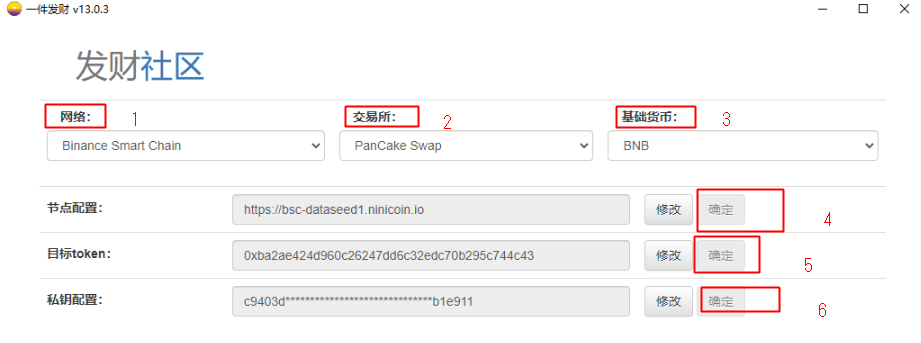 一件发财 v13.0.3
发财社区
网络： 1 交易所： 2 基础货币： 3
Binance Smart Chain PanCake Swap BNB
节点配置： https://bsc-dataseed1.ninicoin.io 修改 确定 4
目标token： 0xba2ae424d960c26247dd6c32edc70b295c744c43 修改 确定 5
私钥配置： c9403d********************************b1e911 修改 确定 6